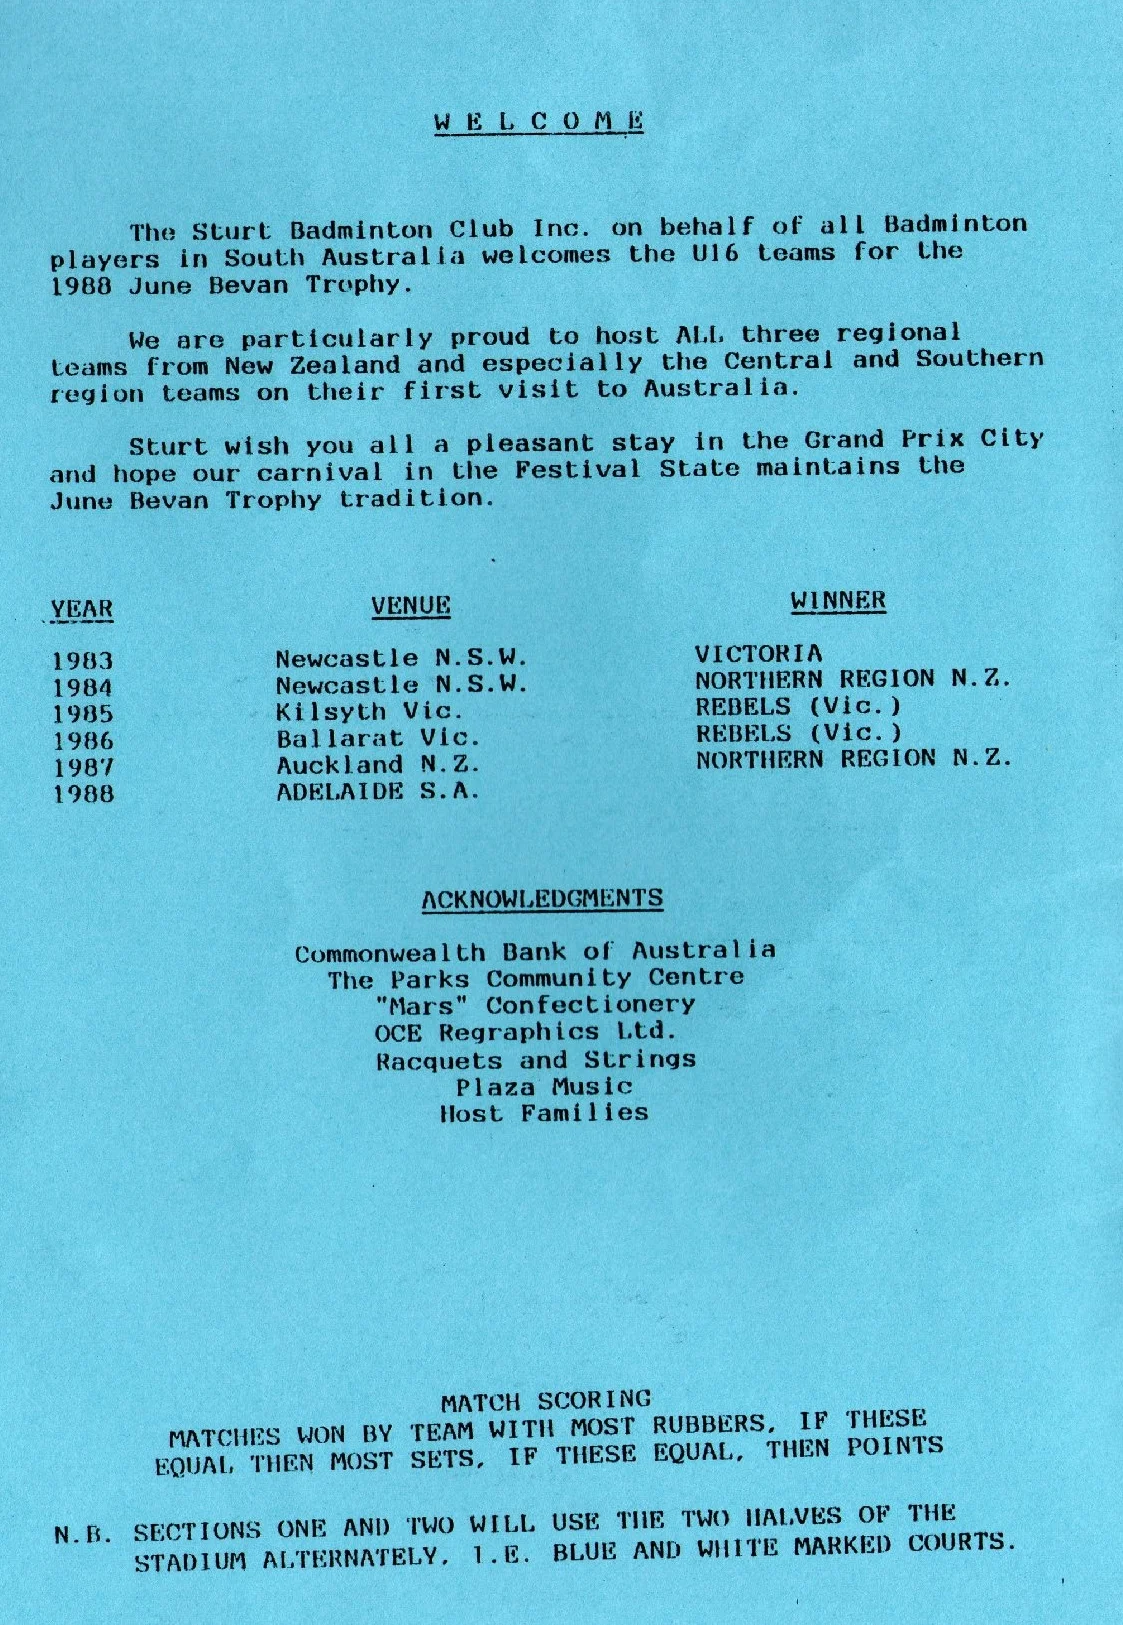 W E L C O M E
The Sturt Badminton Club Inc. on behalf of all Badminton
players in South Australia welcomes the U16 teams for the
1988 June Bevan Trophy.
We are particularly proud to host ALL three regional
teams from New Zealand and especially the Central and Southern
region teams on their first visit to Australia.
Sturt wish you all a pleasant stay in the Grand Prix City
and hope our carnival in the Festival State maintains the
June Bevan Trophy tradition.
YEAR VENUE WINNER
1983 Newcastle N.S.W. VICTORIA
1984 Newcastle N.S.W. NORTHERN REGION N.Z.
1985 Kilsyth Vic. REBELS (Vic.)
1986 Ballarat Vic. REBELS (Vic.)
1987 Auckland N.Z. NORTHERN REGION N.Z.
1988 ADELAIDE S.A.
ACKNOWLEDGMENTS
Commonwealth Bank of Australia
The Parks Community Centre
"Mars" Confectionery
OCE Regraphics Ltd.
Racquets and Strings
Plaza Music
Host Families
MATCH SCORING
MATCHES WON BY TEAM WITH MOST RUBBERS, IF THESE
EQUAL THEN MOST SETS, IF THESE EQUAL, THEN POINTS
N.B. SECTIONS ONE AND TWO WILL USE THE TWO HALVES OF THE
STADIUM ALTERNATELY, I.E. BLUE AND WHITE MARKED COURTS.